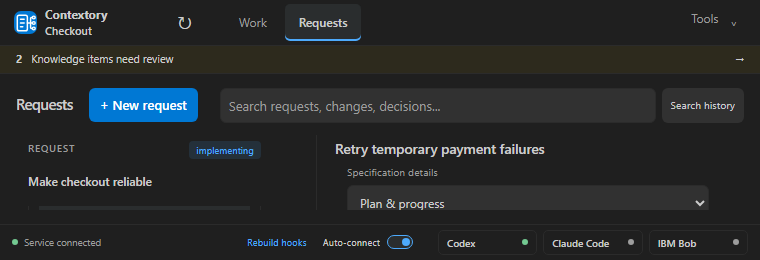 Contextory
Checkout
Work
Requests
Tools
2 Knowledge items need review →
Requests
+ New request
Search requests, changes, decisions...
Search history
REQUEST
implementing
Make checkout reliable
Retry temporary payment failures
Specification details
Plan & progress
Service connected
Rebuild hooks
Auto-connect
Codex
Claude Code
IBM Bob